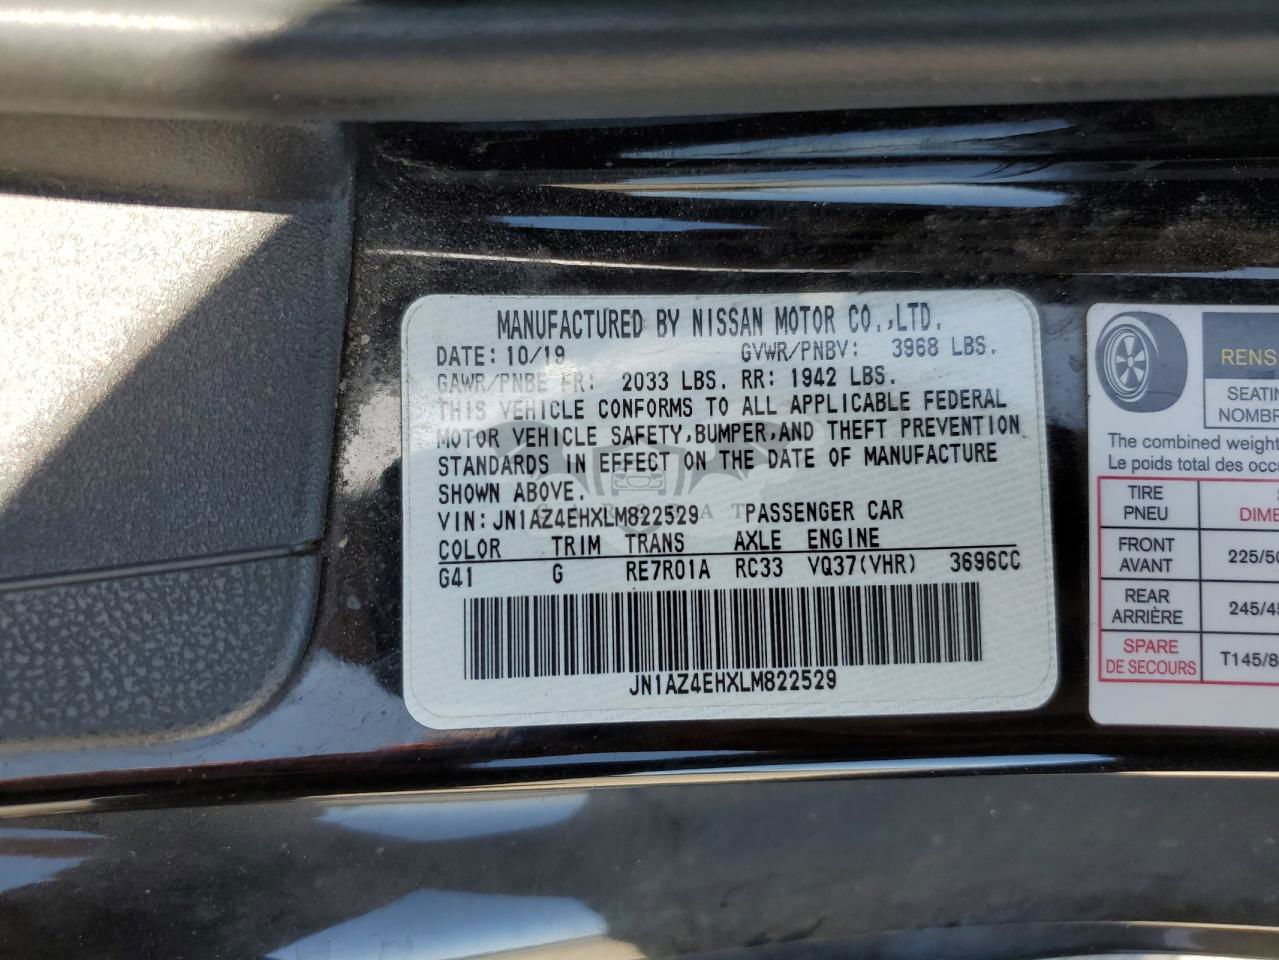 MANUFACTURED BY NISSAN MOTOR CO.,LTD.
DATE: 10/19 GVWR/PNBV: 3968 LBS.
GAWR/PNBE FR: 2033 LBS. RR: 1942 LBS.
THIS VEHICLE CONFORMS TO ALL APPLICABLE FEDERAL
MOTOR VEHICLE SAFETY,BUMPER,AND THEFT PREVENTION
STANDARDS IN EFFECT ON THE DATE OF MANUFACTURE
SHOWN ABOVE.
VIN: JN1AZ4EHXLM822529 PASSENGER CAR
COLOR TRIM TRANS AXLE ENGINE
G41 G RE7R01A RC33 VQ37(VHR) 3696CC
JN1AZ4EHXLM822529
RENS
SEATIN
NOMBR
The combined weight
Le poids total des occ
TIRE
PNEU DIME
FRONT
AVANT 225/50
REAR
ARRIÈRE 245/45
SPARE
DE SECOURS T145/8